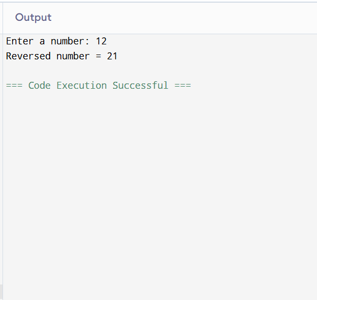 Output
Enter a number: 12
Reversed number = 21
=== Code Execution Successful ===